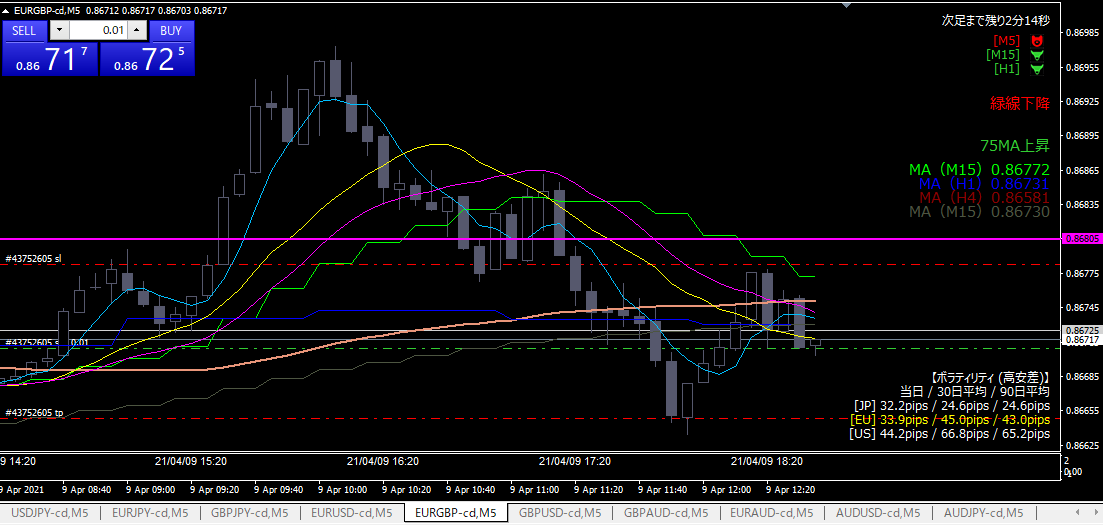 EURGBP-cd,M5 0.86712 0.86717 0.86703 0.86717
SELL 0.01 BUY
0.86 71 7 0.86 72 5
次足まで残り2分14秒
[M5]
[M15]
[H1]
緑線下降
75MA上昇
MA（M15）0.86772
MA（H1）0.86731
MA（H4）0.86581
MA（M15）0.86730
0.86985
0.86955
0.86925
0.86895
0.86865
0.86835
0.86805
0.86775
0.86745
0.86725
0.86717
0.86685
0.86655
0.86625
#43752605 sl
#43752605 s 0.01
#43752605 tp
【ボラティリティ (高安差)】
当日 / 30日平均 / 90日平均
[JP] 32.2pips / 24.6pips / 24.6pips
[EU] 33.9pips / 45.0pips / 43.0pips
[US] 44.2pips / 66.8pips / 65.2pips
9 14:20 21/04/09 15:20 21/04/09 16:20 21/04/09 17:20 21/04/09 18:20
2
9 Apr 2021 9 Apr 08:40 9 Apr 09:00 9 Apr 09:20 9 Apr 09:40 9 Apr 10:00 9 Apr 10:20 9 Apr 10:40 9 Apr 11:00 9 Apr 11:20 9 Apr 11:40 9 Apr 12:00 9 Apr 12:20
USDJPY-cd,M5 EURJPY-cd,M5 GBPJPY-cd,M5 EURUSD-cd,M5 EURGBP-cd,M5 GBPUSD-cd,M5 GBPAUD-cd,M5 EURAUD-cd,M5 AUDUSD-cd,M5 AUDJPY-cd,M5